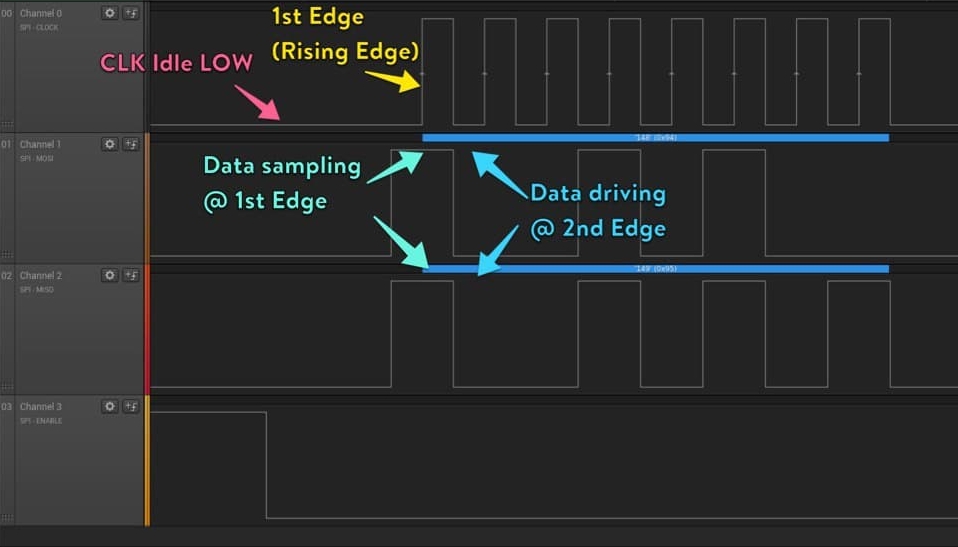 00 Channel 0
SPI - CLOCK
1st Edge
(Rising Edge)
CLK Idle LOW
01 Channel 1
SPI - MOSI
'148' (0x94)
Data sampling
@ 1st Edge
Data driving
@ 2nd Edge
02 Channel 2
SPI - MISO
'149' (0x95)
03 Channel 3
SPI - ENABLE